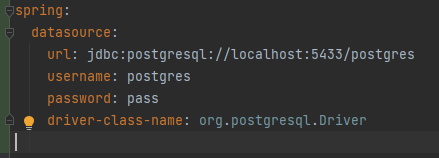 spring:
  datasource:
    url: jdbc:postgresql://localhost:5433/postgres
    username: postgres
    password: pass
    driver-class-name: org.postgresql.Driver